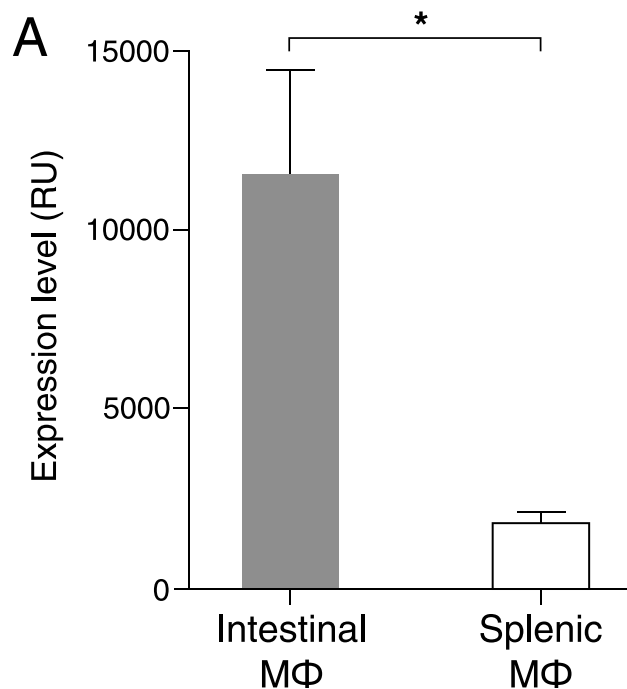 A
*
15000
10000
5000
0
Expression level (RU)
Intestinal
MΦ
Splenic
MΦ